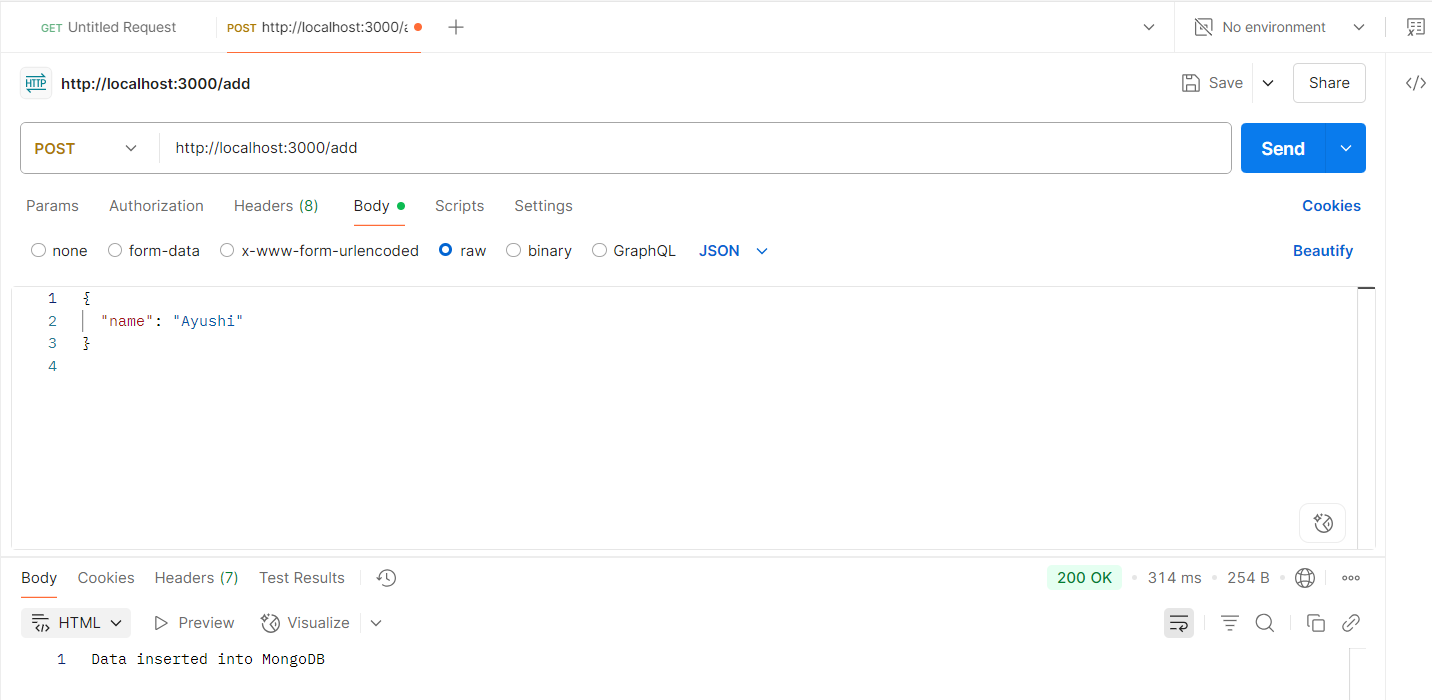 GET Untitled Request POST http://localhost:3000/a No environment
HTTP http://localhost:3000/add Save Share
POST http://localhost:3000/add Send
Params Authorization Headers (8) Body Scripts Settings Cookies
none form-data x-www-form-urlencoded raw binary GraphQL JSON Beautify
1 {
2 "name": "Ayushi"
3 }
4
Body Cookies Headers (7) Test Results 200 OK 314 ms 254 B
HTML Preview Visualize
1 Data inserted into MongoDB